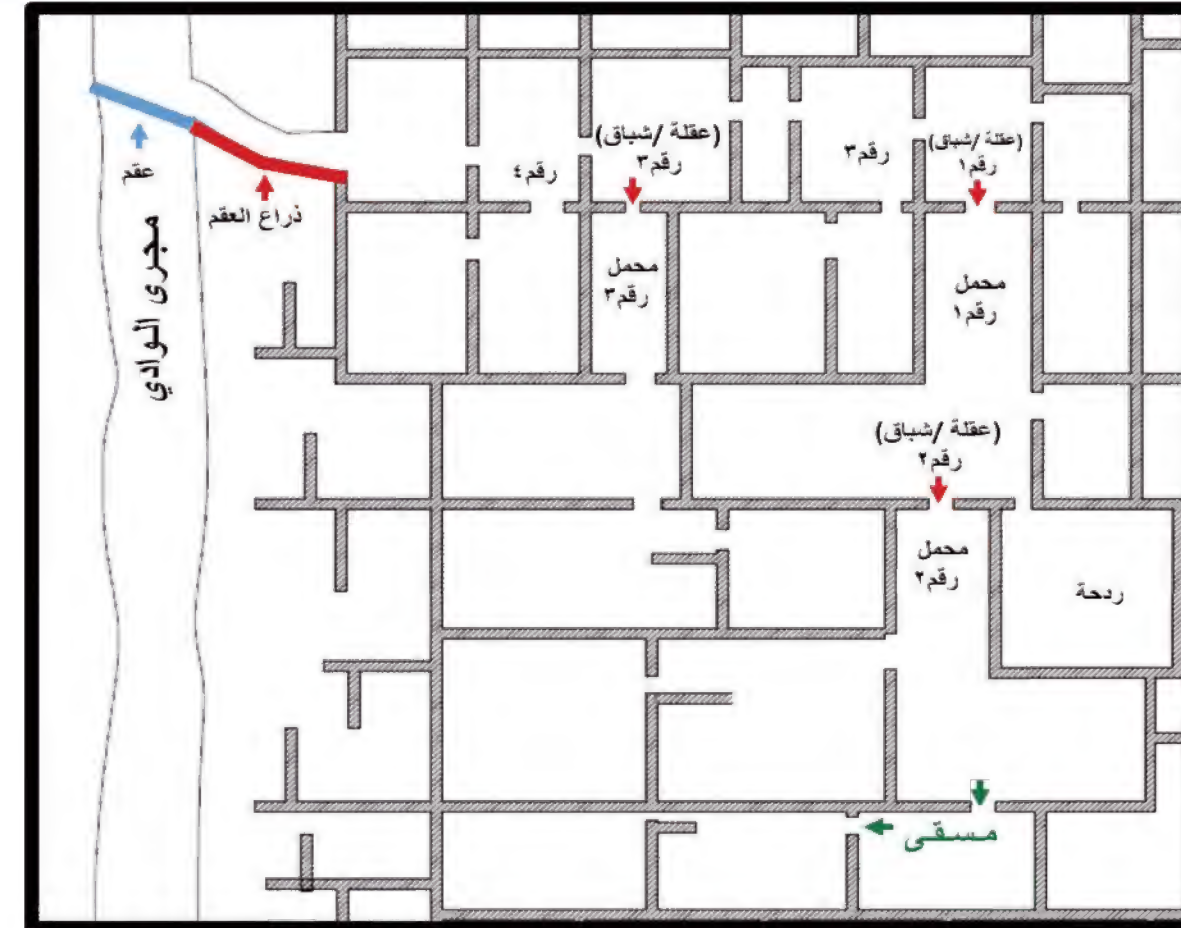 (عقلة /شباق)
رقم١
رقم٣
(عقلة /شباق)
رقم٣
رقم٤
عقم
ذراع العقم
مجرى الوادي
محمل
رقم١
محمل
رقم٣
(عقلة /شباق)
رقم٢
محمل
رقم٢
ردحة
مسقى